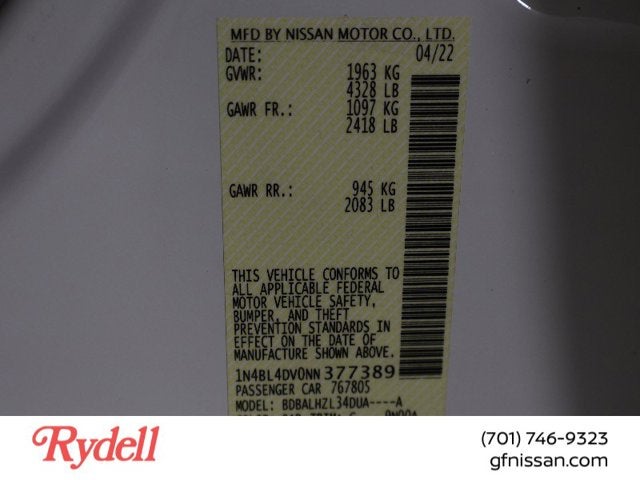 MFD BY NISSAN MOTOR CO., LTD.
DATE: 04/22
GVWR: 1963 KG
4328 LB
GAWR FR.: 1097 KG
2418 LB
GAWR RR.: 945 KG
2083 LB
THIS VEHICLE CONFORMS TO
ALL APPLICABLE FEDERAL
MOTOR VEHICLE SAFETY,
BUMPER, AND THEFT
PREVENTION STANDARDS IN
EFFECT ON THE DATE OF
MANUFACTURE SHOWN ABOVE.
1N4BL4DV0NN377389
PASSENGER CAR 767805
MODEL: BDBALHZL34DUA----A
Rydell
(701) 746-9323
gfnissan.com